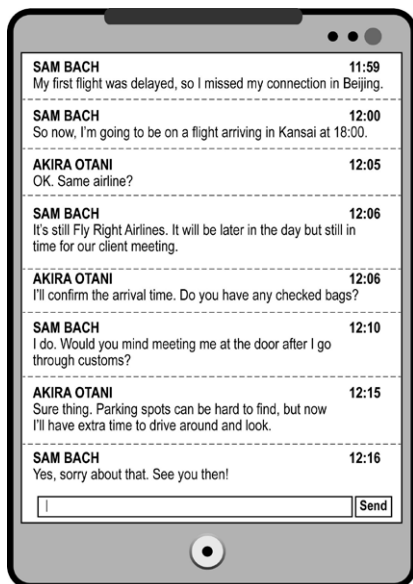 SAM BACH 11:59
My first flight was delayed, so I missed my connection in Beijing.
SAM BACH 12:00
So now, I'm going to be on a flight arriving in Kansai at 18:00.
AKIRA OTANI 12:05
OK. Same airline?
SAM BACH 12:06
It's still Fly Right Airlines. It will be later in the day but still in
time for our client meeting.
AKIRA OTANI 12:06
I'll confirm the arrival time. Do you have any checked bags?
SAM BACH 12:10
I do. Would you mind meeting me at the door after I go
through customs?
AKIRA OTANI 12:15
Sure thing. Parking spots can be hard to find, but now
I'll have extra time to drive around and look.
SAM BACH 12:16
Yes, sorry about that. See you then!
Send